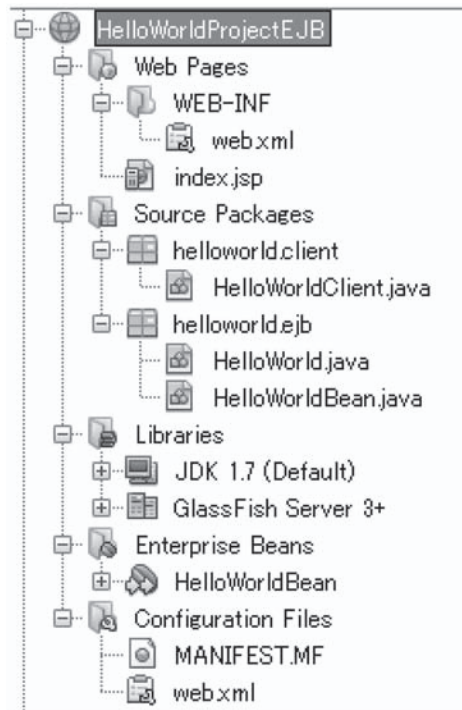 HelloWorldProjectEJB
Web Pages
WEB-INF
web.xml
index.jsp
Source Packages
helloworld.client
HelloWorldClient.java
helloworld.ejb
HelloWorld.java
HelloWorldBean.java
Libraries
JDK 1.7 (Default)
GlassFish Server 3+
Enterprise Beans
HelloWorldBean
Configuration Files
MANIFEST.MF
web.xml